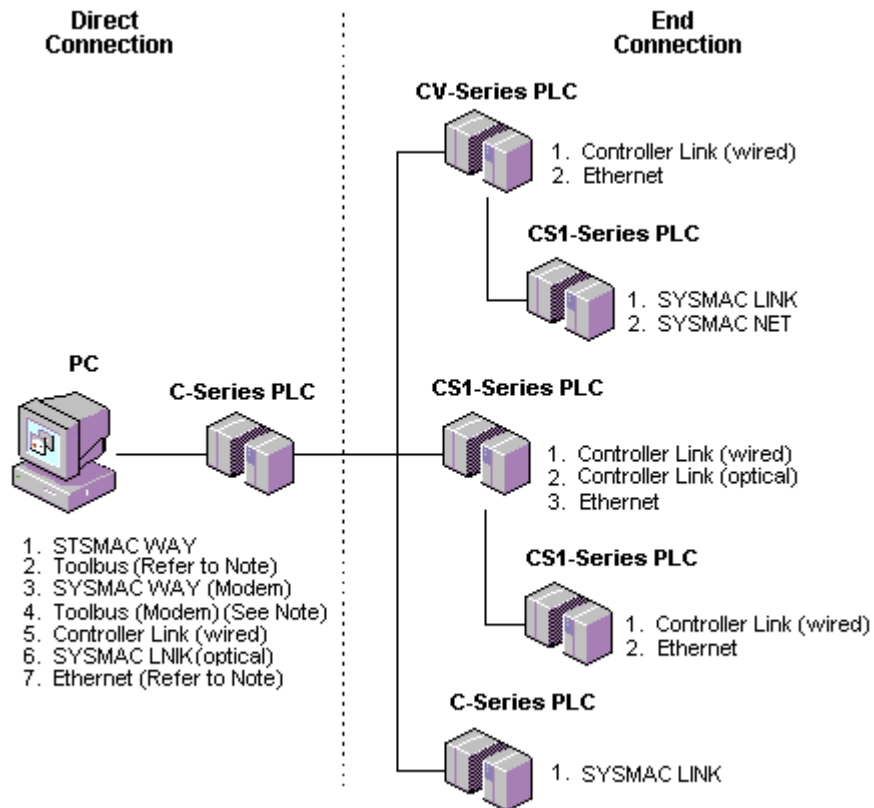 Direct
Connection
End
Connection
CV-Series PLC
1. Controller Link (wired)
2. Ethernet
CS1-Series PLC
1. SYSMAC LINK
2. SYSMAC NET
PC
C-Series PLC
CS1-Series PLC
1. Controller Link (wired)
2. Controller Link (optical)
3. Ethernet
1. STSMAC WAY
2. Toolbus (Refer to Note)
3. SYSMAC WAY (Modem)
4. Toolbus (Modem) (See Note)
5. Controller Link (wired)
6. SYSMAC LNIK(optical)
7. Ethernet (Refer to Note)
CS1-Series PLC
1. Controller Link (wired)
2. Ethernet
C-Series PLC
1. SYSMAC LINK